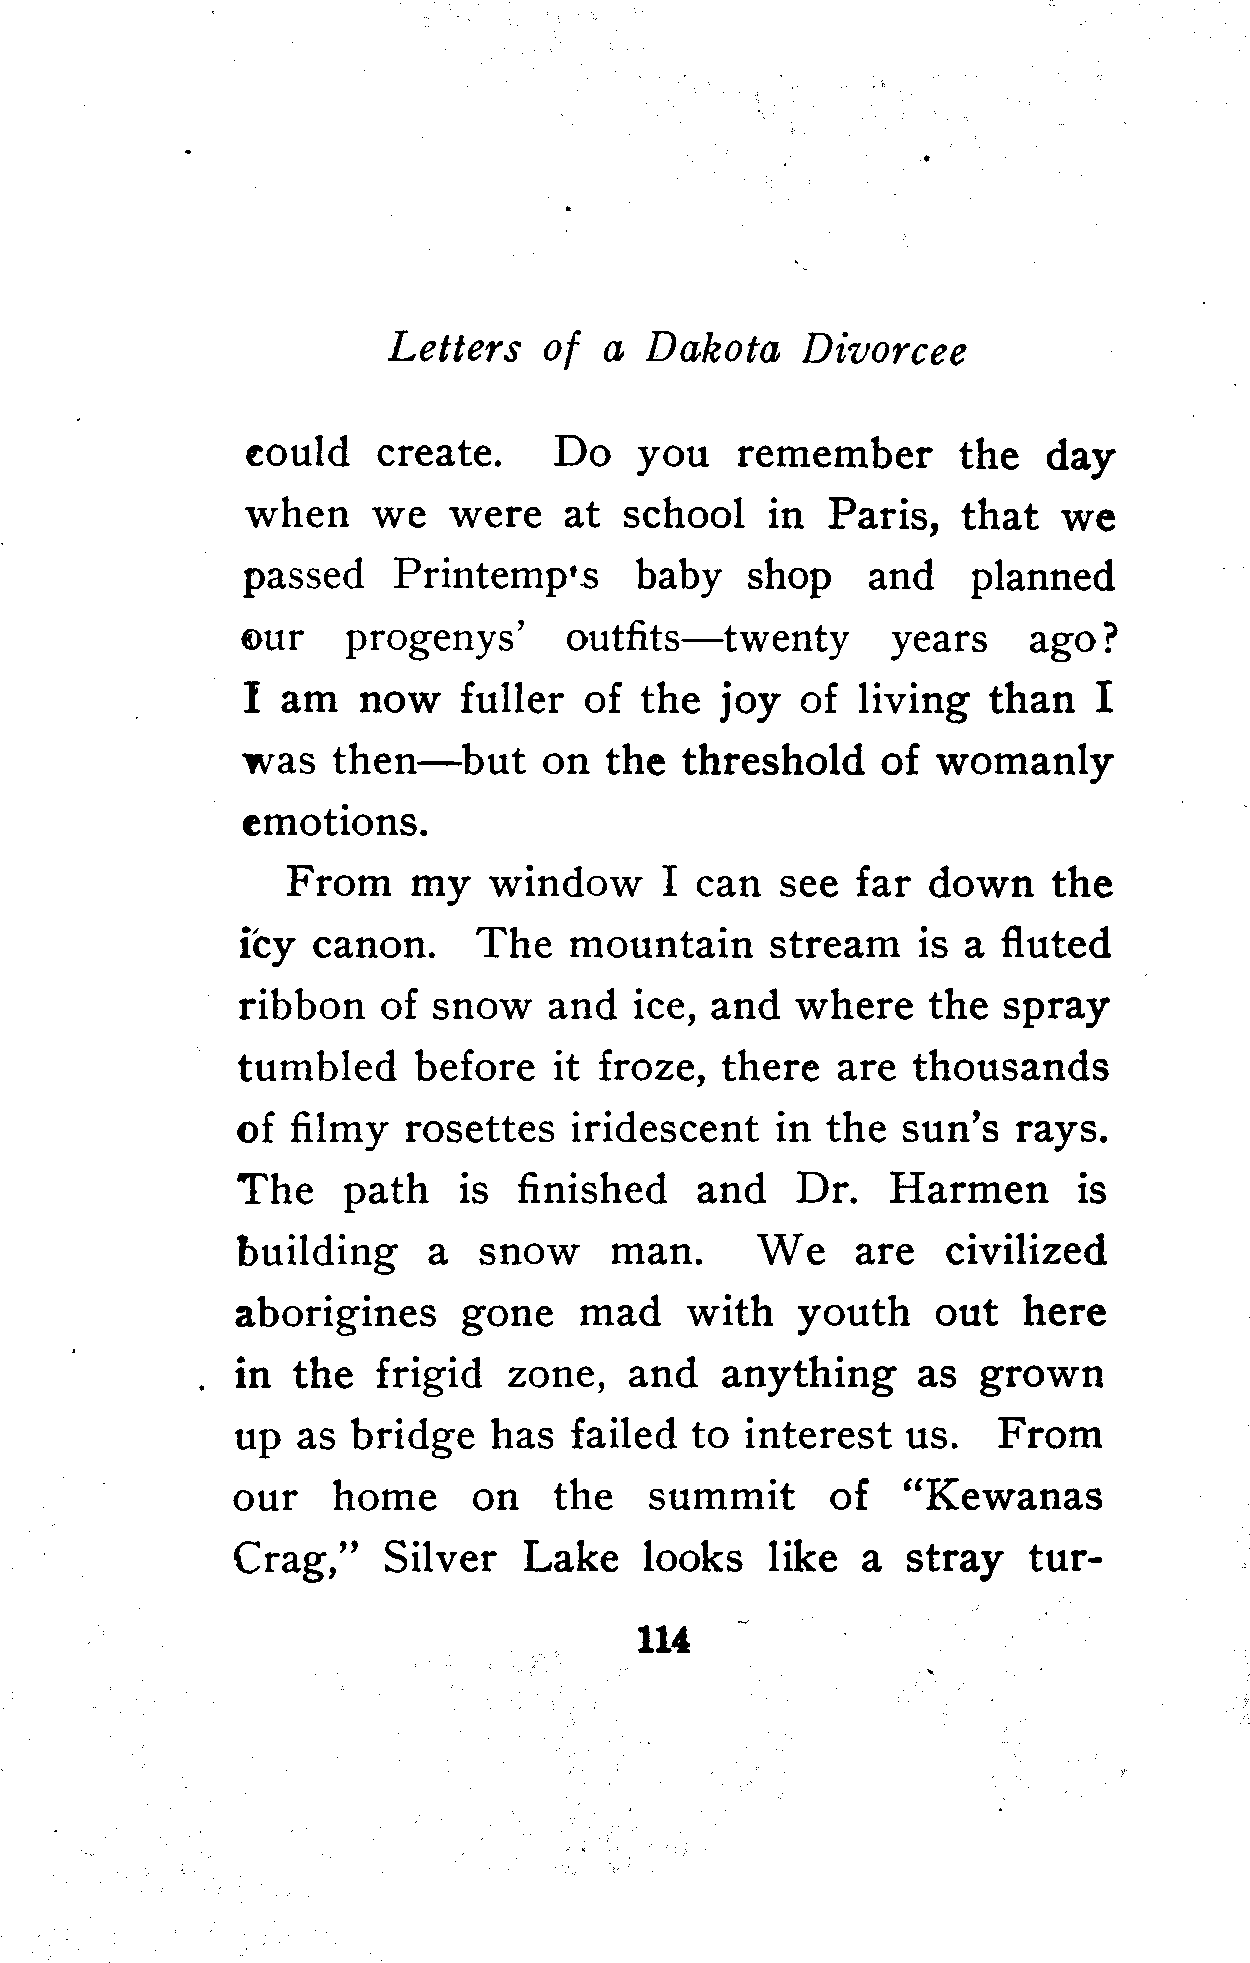 Letters of a Dakota Divorcee
could create. Do you remember the day
when we were at school in Paris, that we
passed Printemp's baby shop and planned
our progenys' outfits—twenty years ago?
I am now fuller of the joy of living than I
was then—but on the threshold of womanly
emotions.
From my window I can see far down the
icy canon. The mountain stream is a fluted
ribbon of snow and ice, and where the spray
tumbled before it froze, there are thousands
of filmy rosettes iridescent in the sun's rays.
The path is finished and Dr. Harmen is
building a snow man. We are civilized
aborigines gone mad with youth out here
in the frigid zone, and anything as grown
up as bridge has failed to interest us. From
our home on the summit of "Kewanas
Crag," Silver Lake looks like a stray tur-
114